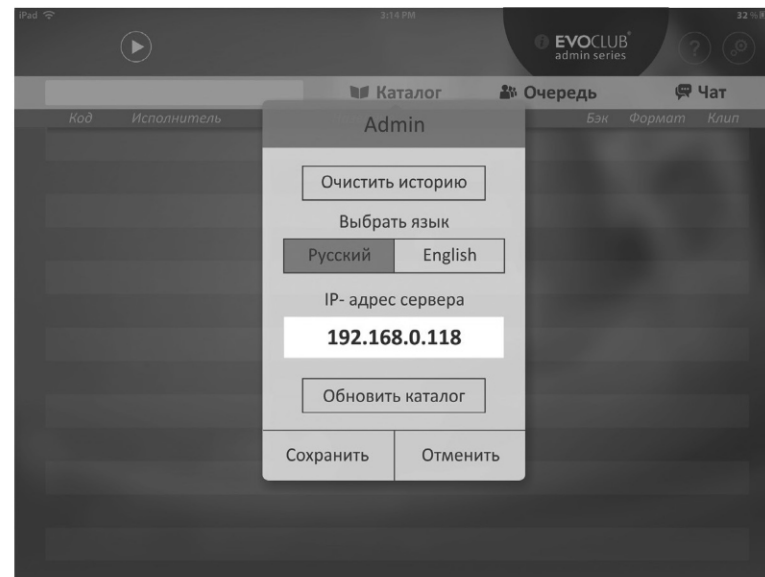 iPad 3:14 PM 32 %
EVOCLUB®
admin series
Каталог Очередь Чат
Код Исполнитель Бэк Формат Клип
Admin
Очистить историю
Выбрать язык
Русский English
IP- адрес сервера
192.168.0.118
Обновить каталог
Сохранить Отменить